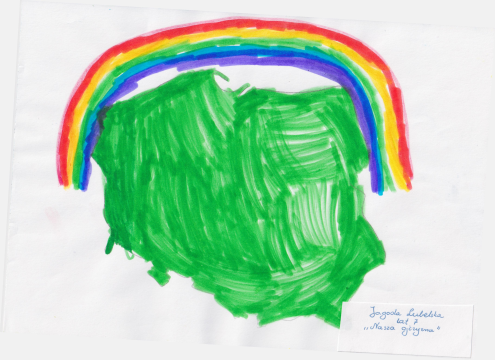 Jagoda Lubelska
lat 7
„Nasza ojczyzna"